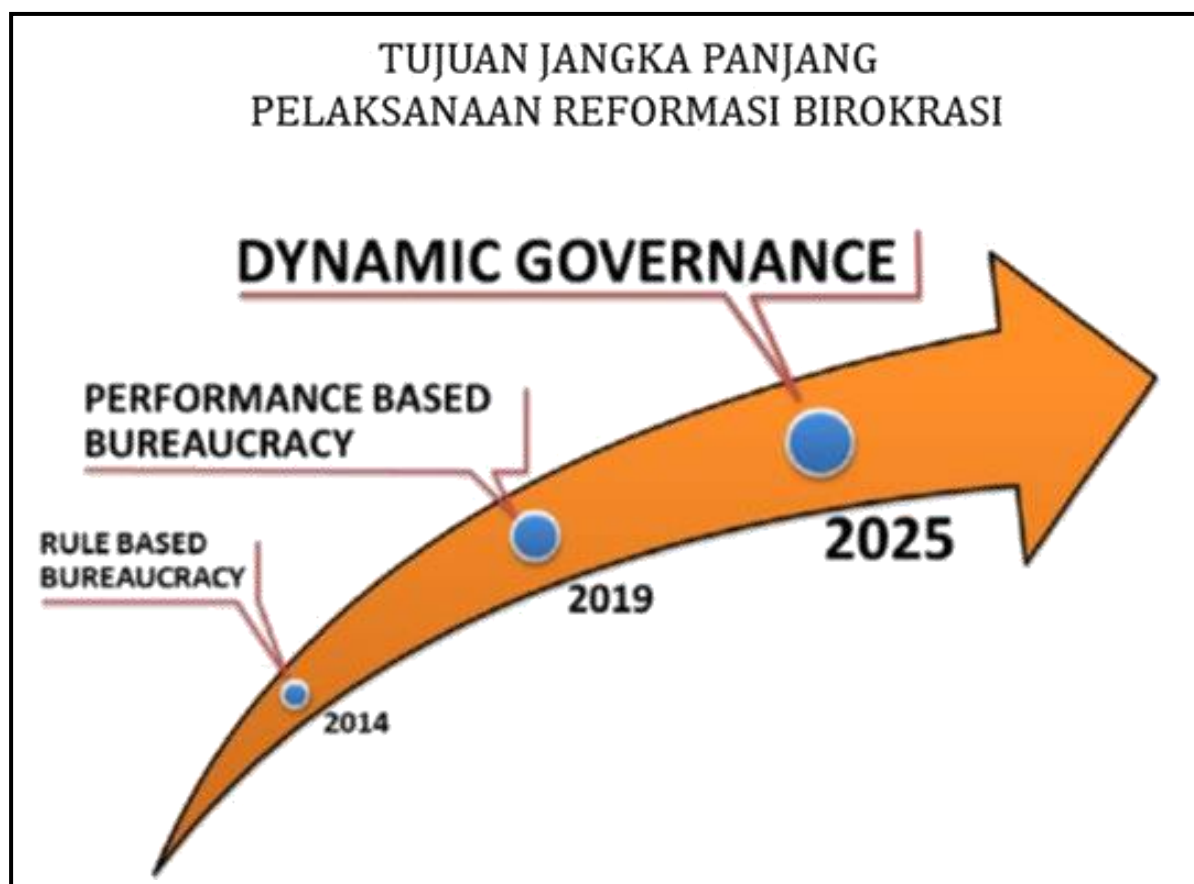 TUJUAN JANGKA PANJANG
PELAKSANAAN REFORMASI BIROKRASI
DYNAMIC GOVERNANCE
PERFORMANCE BASED
BUREAUCRACY
RULE BASED
BUREAUCRACY
2025
2019
2014